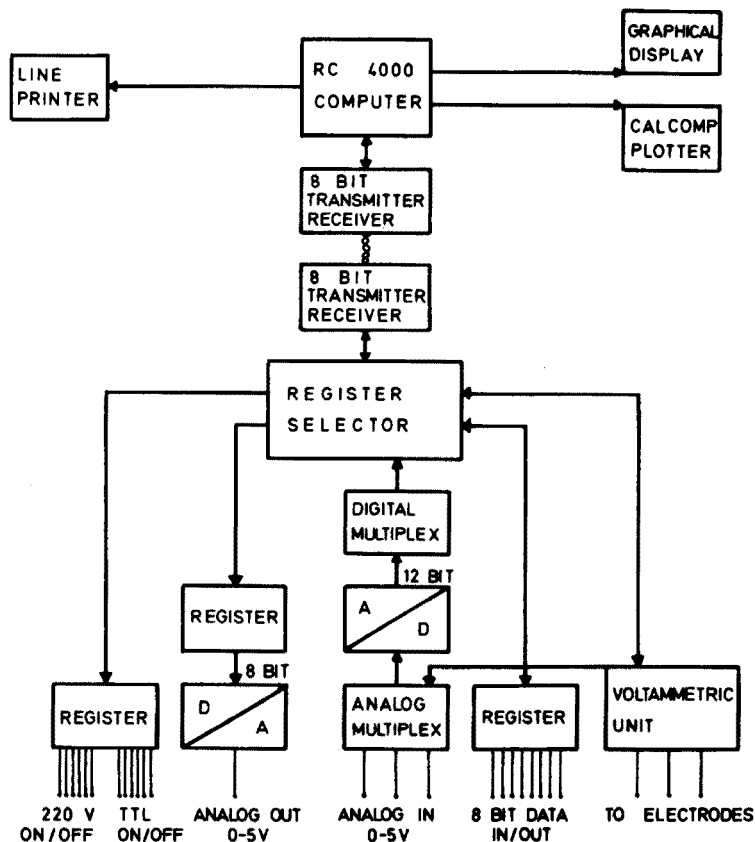 LINE
PRINTER
RC 4000
COMPUTER
GRAPHICAL
DISPLAY
CALCOMP
PLOTTER
8 BIT
TRANSMITTER
RECEIVER
8 BIT
TRANSMITTER
RECEIVER
REGISTER
SELECTOR
DIGITAL
MULTIPLEX
12 BIT
A
D
REGISTER
8 BIT
D
A
REGISTER
ANALOG
MULTIPLEX
REGISTER
VOLTAMMETRIC
UNIT
220 V
ON/OFF
TTL
ON/OFF
ANALOG OUT
0-5V
ANALOG IN
0-5V
8 BIT DATA
IN/OUT
TO ELECTRODES